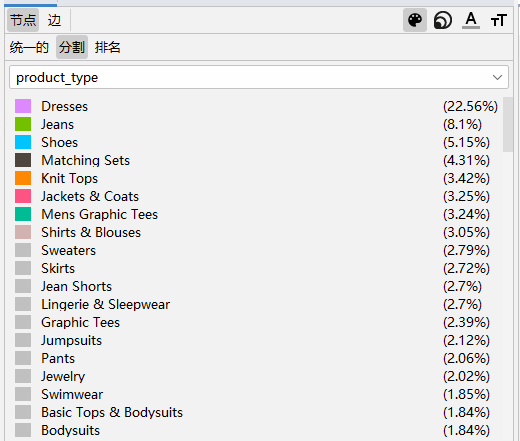 节点 边
A TT
统一的 分割 排名
product_type
Dresses (22.56%)
Jeans (8.1%)
Shoes (5.15%)
Matching Sets (4.31%)
Knit Tops (3.42%)
Jackets & Coats (3.25%)
Mens Graphic Tees (3.24%)
Shirts & Blouses (3.05%)
Sweaters (2.79%)
Skirts (2.72%)
Jean Shorts (2.7%)
Lingerie & Sleepwear (2.7%)
Graphic Tees (2.39%)
Jumpsuits (2.12%)
Pants (2.06%)
Jewelry (2.02%)
Swimwear (1.85%)
Basic Tops & Bodysuits (1.84%)
Bodysuits (1.84%)